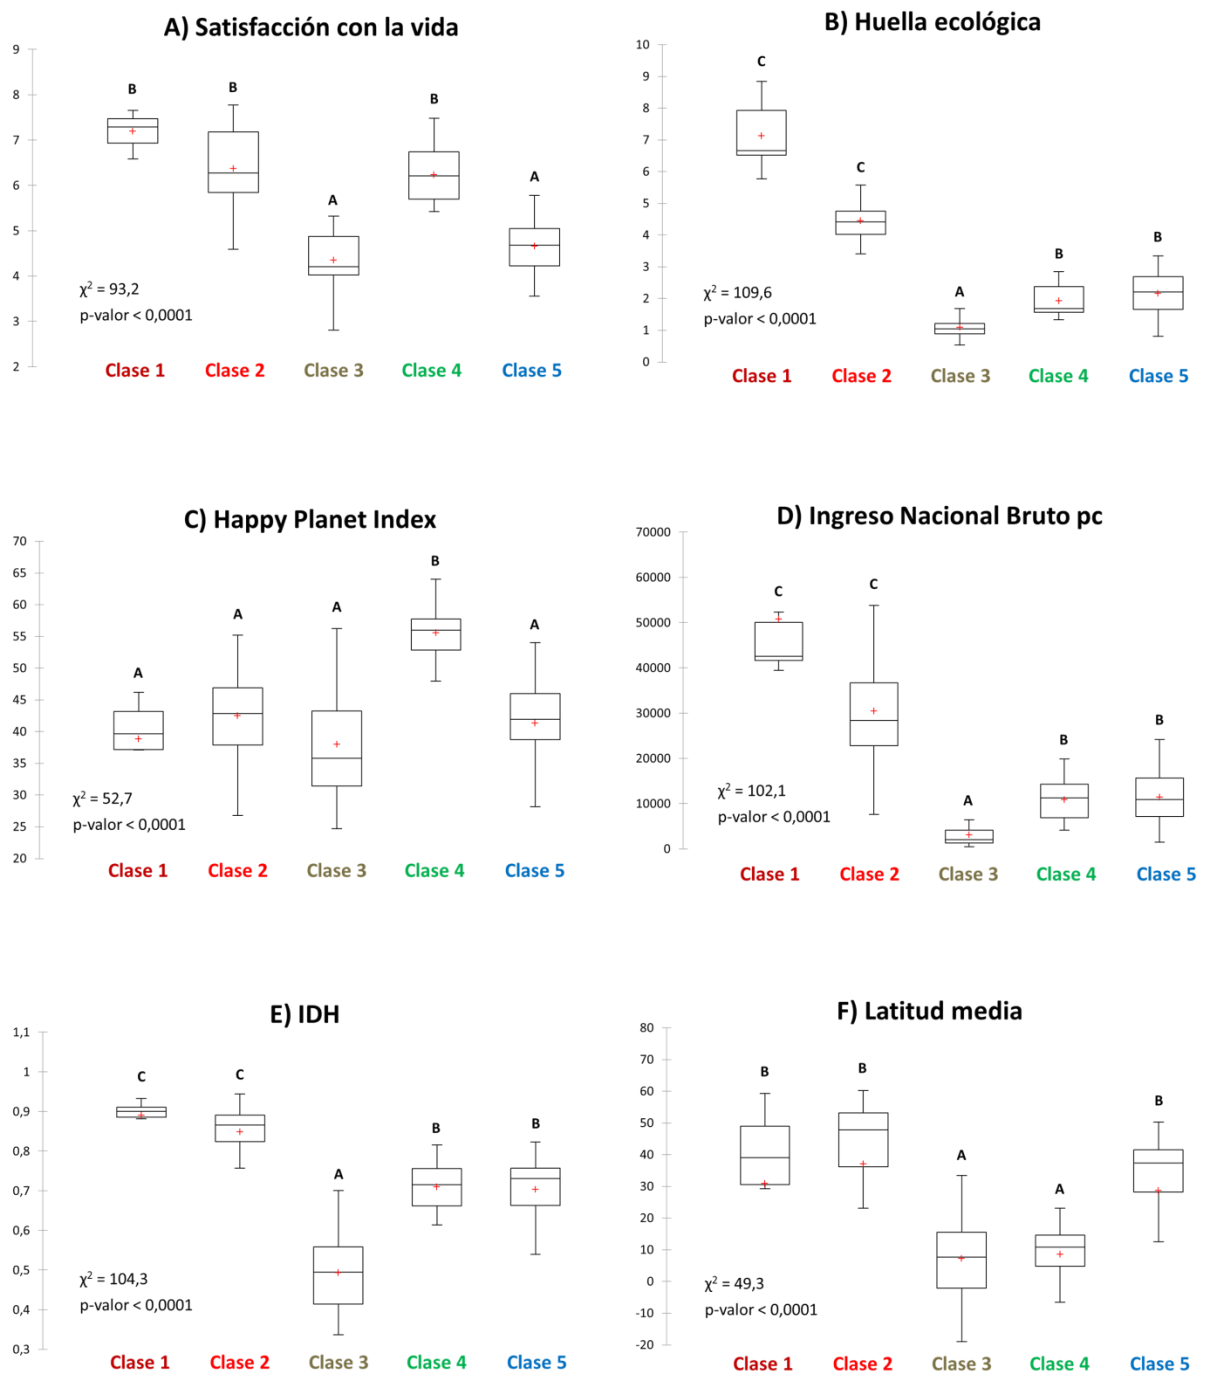 A) Satisfacción con la vida
9
8
7
6
5
4
3
2
B
B
A
B
A
χ² = 93,2
p-valor < 0,0001
Clase 1 Clase 2 Clase 3 Clase 4 Clase 5
B) Huella ecológica
10
9
8
7
6
5
4
3
2
1
0
C
C
A
B
B
χ² = 109,6
p-valor < 0,0001
Clase 1 Clase 2 Clase 3 Clase 4 Clase 5
C) Happy Planet Index
70
65
60
55
50
45
40
35
30
25
20
A
A
A
B
A
χ² = 52,7
p-valor < 0,0001
Clase 1 Clase 2 Clase 3 Clase 4 Clase 5
D) Ingreso Nacional Bruto pc
70000
60000
50000
40000
30000
20000
10000
0
C
C
A
B
B
χ² = 102,1
p-valor < 0,0001
Clase 1 Clase 2 Clase 3 Clase 4 Clase 5
E) IDH
1,1
1
0,9
0,8
0,7
0,6
0,5
0,4
0,3
C
C
A
B
B
χ² = 104,3
p-valor < 0,0001
Clase 1 Clase 2 Clase 3 Clase 4 Clase 5
F) Latitud media
80
70
60
50
40
30
20
10
0
-10
-20
B
B
A
A
B
χ² = 49,3
p-valor < 0,0001
Clase 1 Clase 2 Clase 3 Clase 4 Clase 5